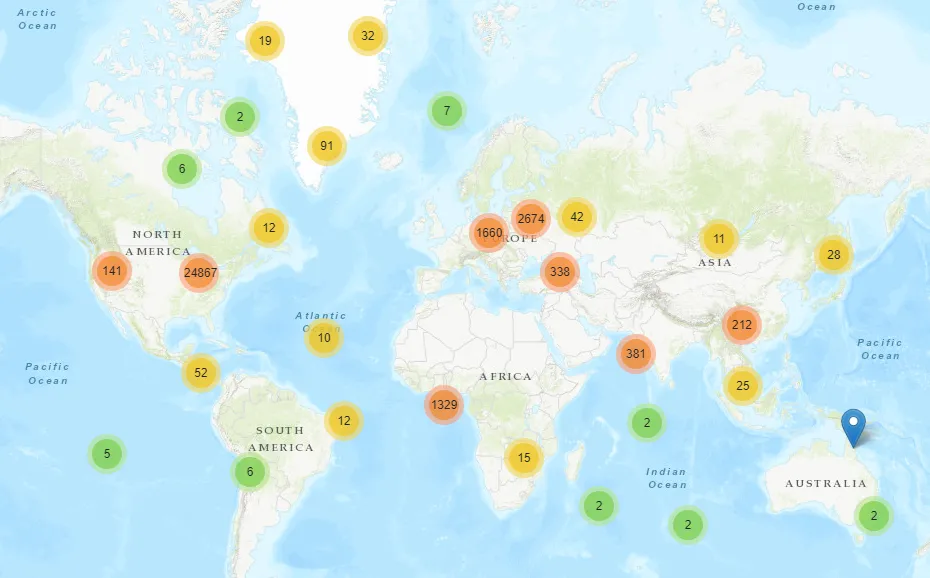 Arctic
Ocean
Ocean
19
32
2
7
91
6
12
NORTH
AMERICA
141
24867
1660
2674
42
EUROPE
338
11
ASIA
28
Atlantic
Ocean
10
212
381
Pacific
Ocean
Pacific
Ocean
52
AFRICA
25
1329
12
2
SOUTH
AMERICA
5
6
15
Indian
Ocean
AUSTRALIA
2
2
2